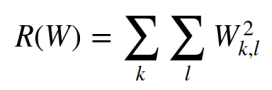 R(W) = ∑_k ∑_l W_{k,l}^2